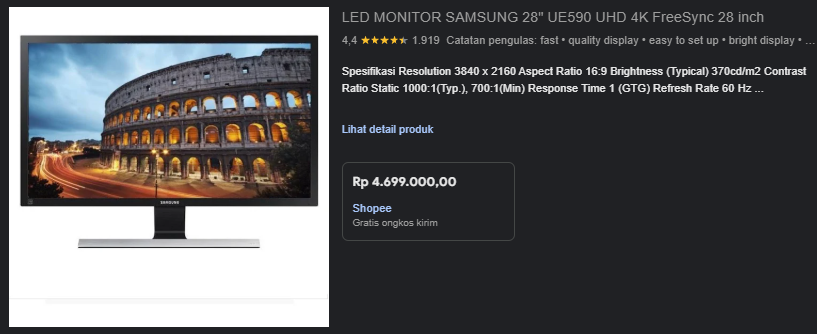 LED MONITOR SAMSUNG 28" UE590 UHD 4K FreeSync 28 inch
4,4 ★★★★★ 1.919 Catatan pengulas: fast • quality display • easy to set up • bright display • ...
Spesifikasi Resolution 3840 x 2160 Aspect Ratio 16:9 Brightness (Typical) 370cd/m2 Contrast
Ratio Static 1000:1(Typ.), 700:1(Min) Response Time 1 (GTG) Refresh Rate 60 Hz ...
Lihat detail produk
Rp 4.699.000,00
Shopee
Gratis ongkos kirim
SAMSUNG